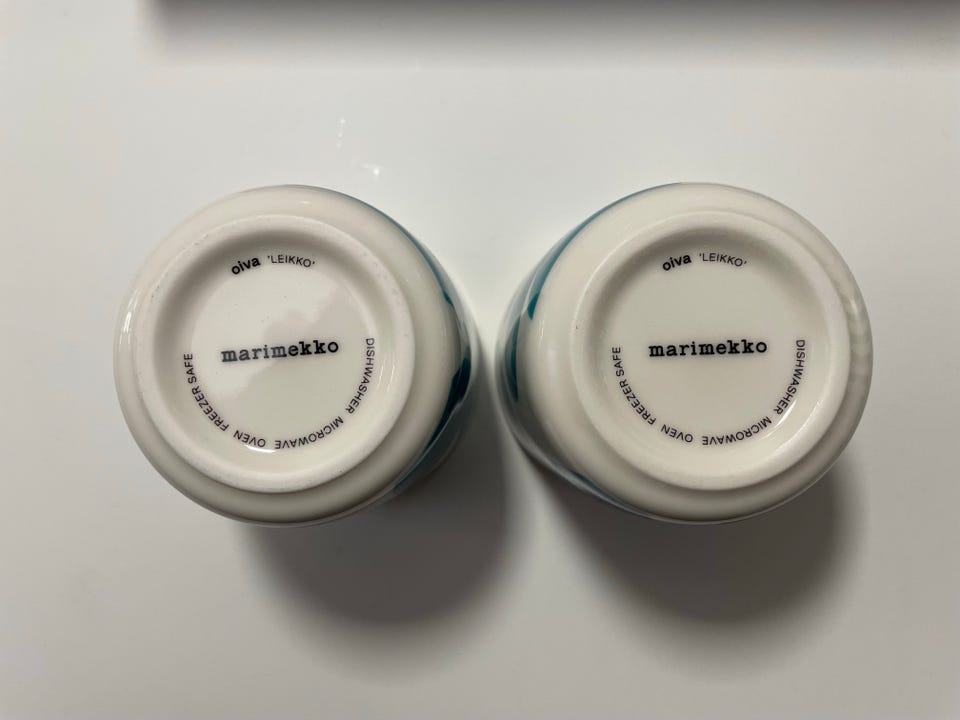 oiva 'LEIKKO'
marimekko
DISHWASHER MICROWAVE OVEN FREEZER SAFE
oiva 'LEIKKO'
marimekko
DISHWASHER MICROWAVE OVEN FREEZER SAFE